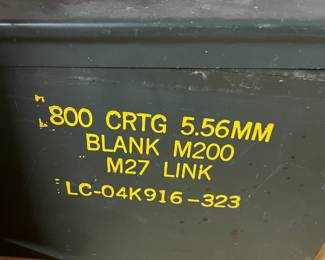 800 CRTG 5.56MM
BLANK M200
M27 LINK
LC-04K916-323